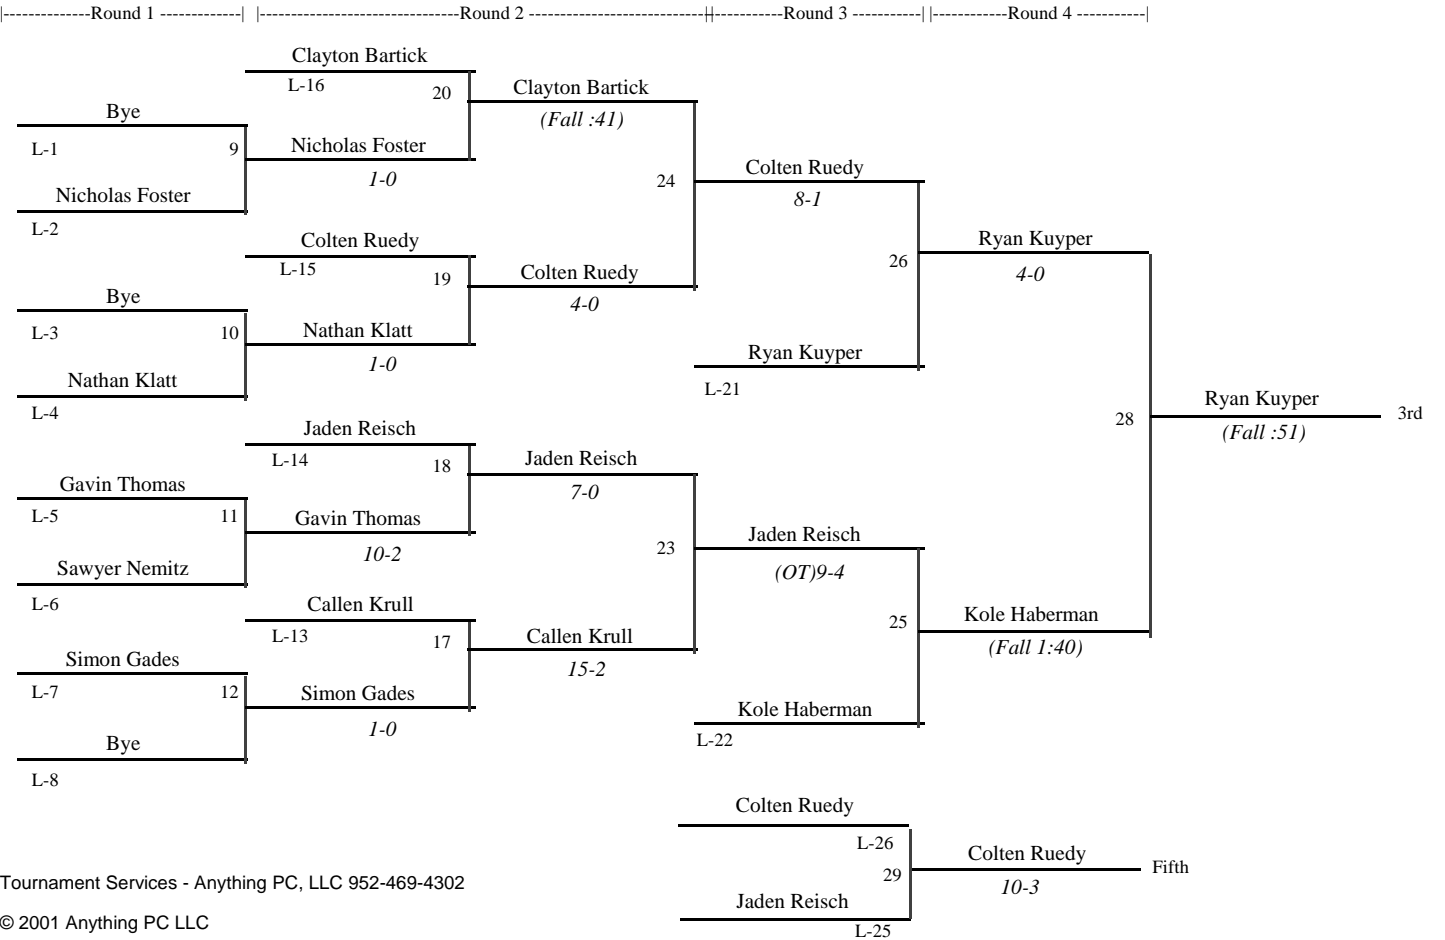 |--------------Round 1 -------------| |--------------------------------Round 2 ----------------------------||-----------Round 3 -----------| |------------Round 4 -----------|
Clayton Bartick
L-16
20
Clayton Bartick
(Fall :41)
Bye
L-1
9
Nicholas Foster
1-0
Nicholas Foster
L-2
24
Colten Ruedy
8-1
Colten Ruedy
L-15
19
Colten Ruedy
4-0
26
Ryan Kuyper
4-0
Bye
L-3
10
Nathan Klatt
1-0
Nathan Klatt
L-4
Ryan Kuyper
L-21
28
Ryan Kuyper
(Fall :51)
3rd
Jaden Reisch
L-14
18
Jaden Reisch
7-0
Gavin Thomas
L-5
11
Gavin Thomas
10-2
Sawyer Nemitz
L-6
23
Jaden Reisch
(OT)9-4
Callen Krull
L-13
17
Callen Krull
15-2
25
Kole Haberman
(Fall 1:40)
Simon Gades
L-7
12
Simon Gades
1-0
Bye
L-8
Kole Haberman
L-22
Colten Ruedy
L-26
29
Colten Ruedy
10-3
Fifth
Jaden Reisch
L-25
Tournament Services - Anything PC, LLC 952-469-4302
© 2001 Anything PC LLC